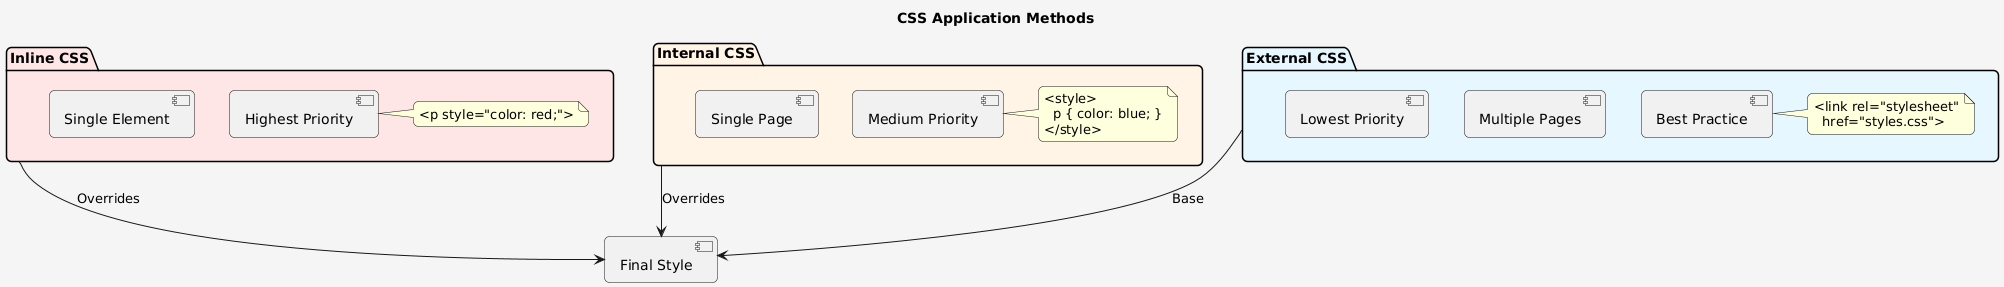 CSS Application Methods
Inline CSS
Single Element
Highest Priority
<p style="color: red;">
Internal CSS
Single Page
Medium Priority
<style>
  p { color: blue; }
</style>
External CSS
Lowest Priority
Multiple Pages
Best Practice
<link rel="stylesheet"
  href="styles.css">
Overrides
Overrides
Base
Final Style